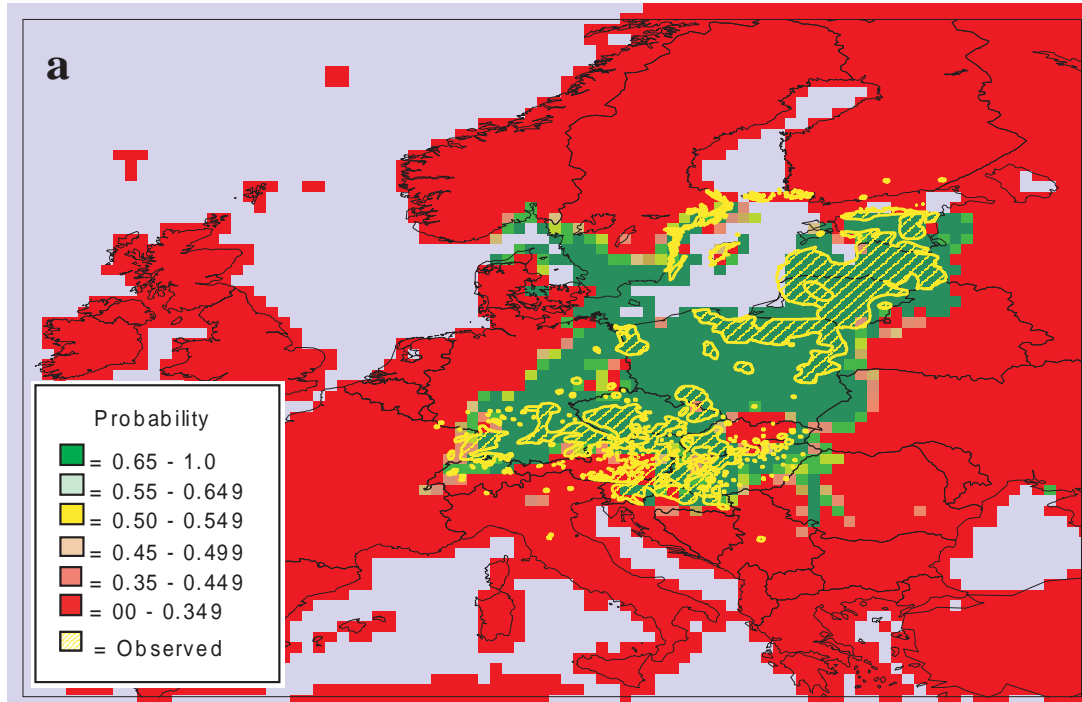 a
Probability
= 0.65 - 1.0
= 0.55 - 0.649
= 0.50 - 0.549
= 0.45 - 0.499
= 0.35 - 0.449
= 00 - 0.349
= Observed